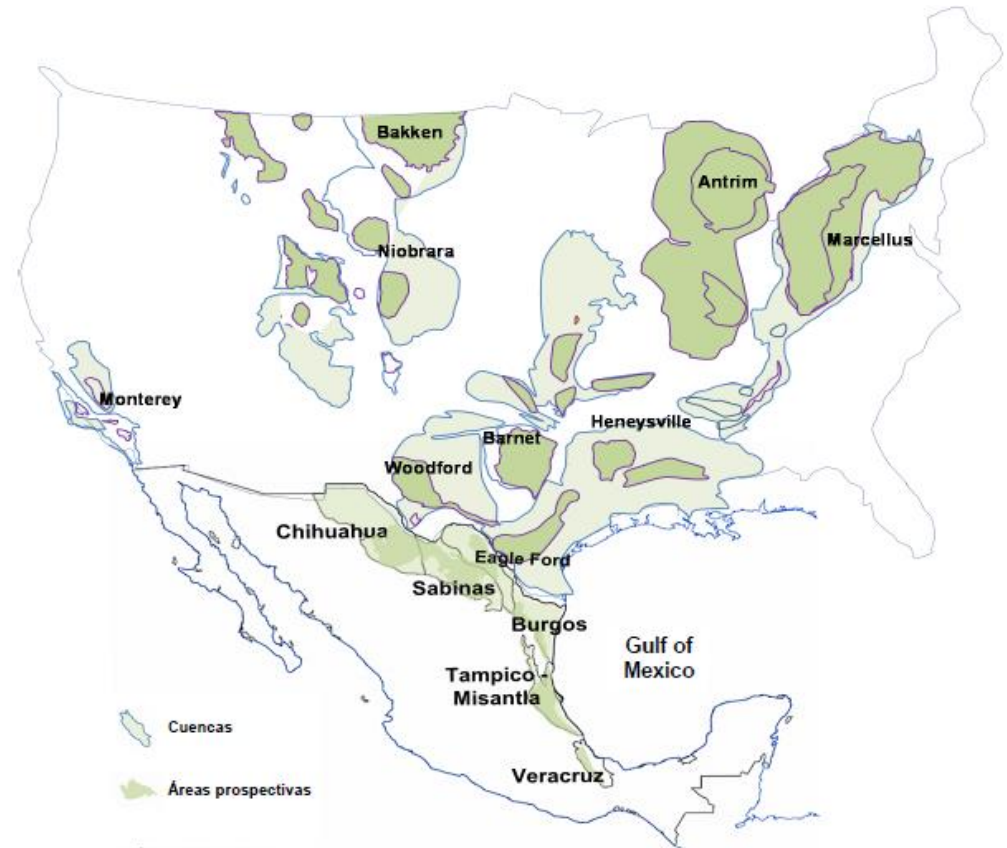 Bakken
Antrim
Marcellus
Niobrara
Monterey
Heneysville
Barnet
Woodford
Chihuahua
Eagle Ford
Sabinas
Burgos
Gulf of
Mexico
Tampico -
Misantla
Cuencas
Veracruz
Áreas prospectivas